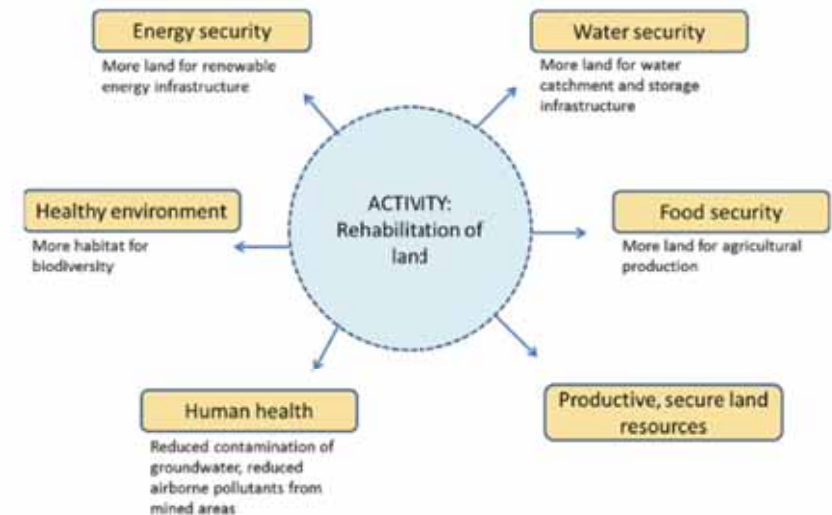 Energy security
More land for renewable
energy infrastructure
Water security
More land for water
catchment and storage
infrastructure
ACTIVITY:
Rehabilitation of
land
Healthy environment
More habitat for
biodiversity
Food security
More land for agricultural
production
Human health
Reduced contamination of
groundwater, reduced
airborne pollutants from
mined areas
Productive, secure land
resources